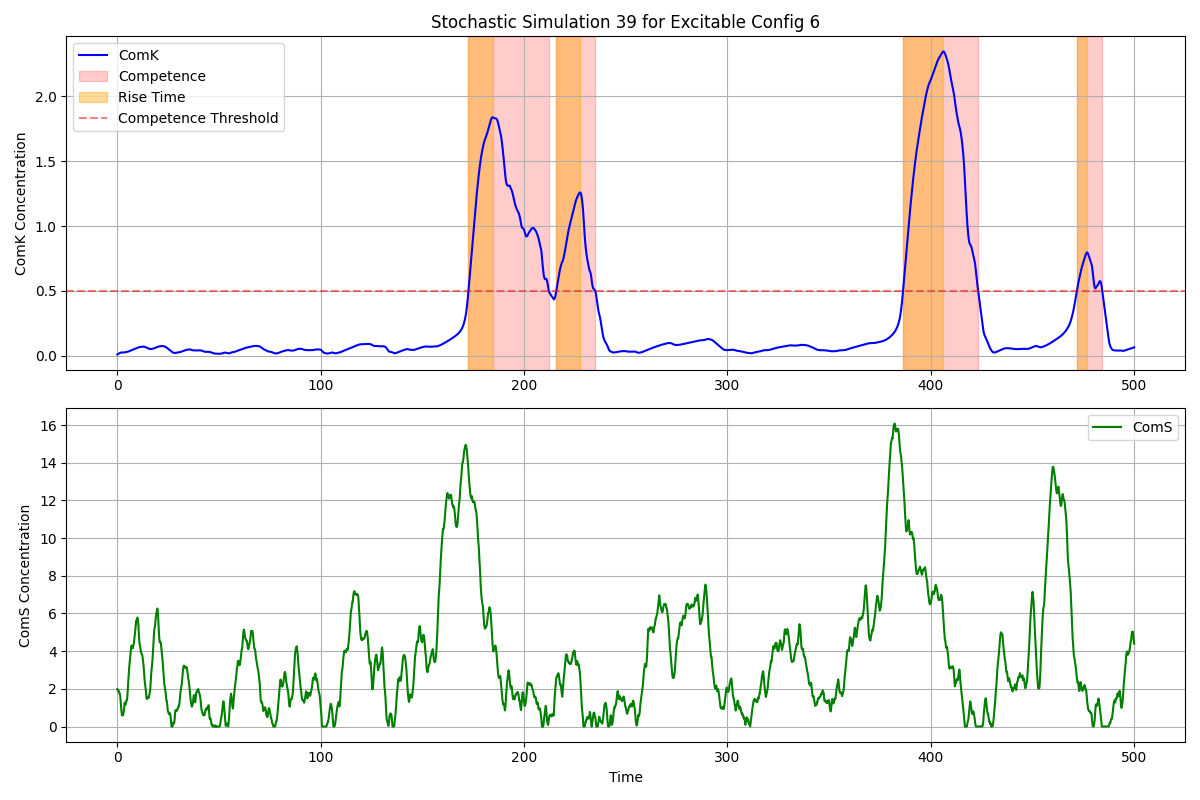 Stochastic Simulation 39 for Excitable Config 6
ComK
Competence
Rise Time
Competence Threshold
ComK Concentration
2.0
1.5
1.0
0.5
0.0
0 100 200 300 400 500
ComS
ComS Concentration
16
14
12
10
8
6
4
2
0
0 100 200 300 400 500
Time